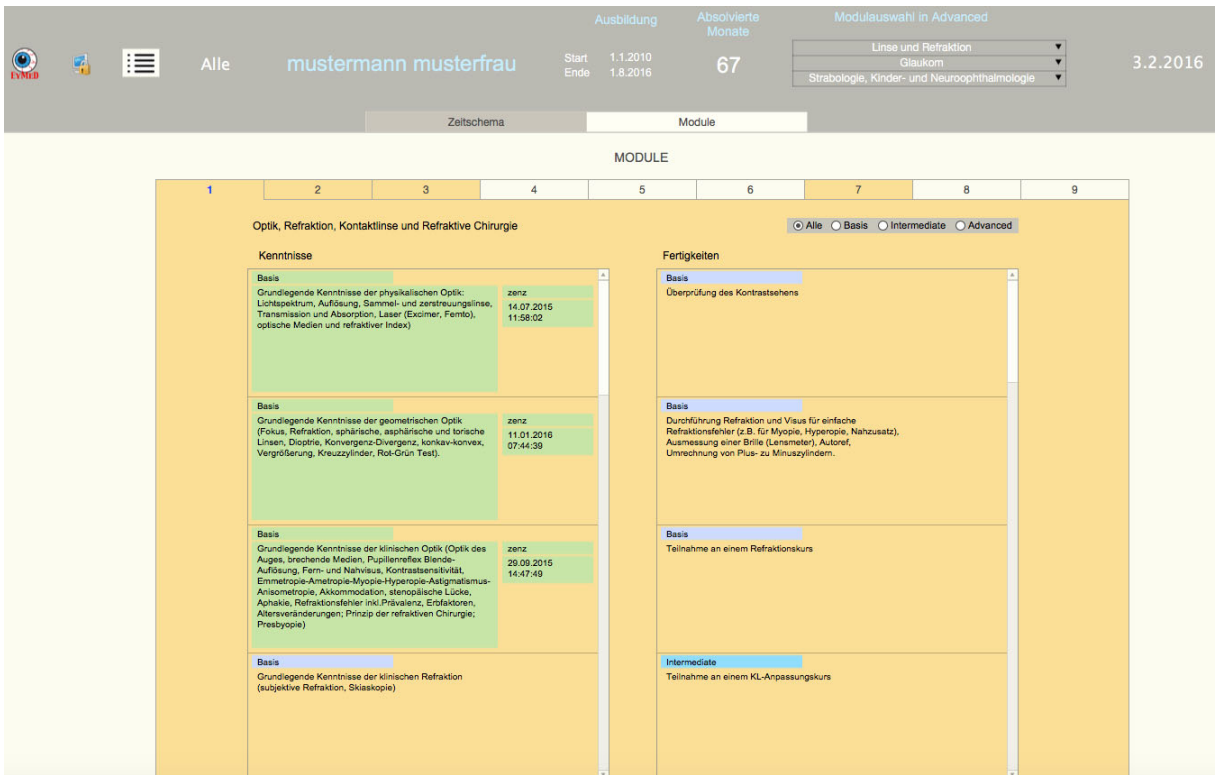 Ausbildung
Absolvierte
Monate
Modulauswahl in Advanced
EYMED
Alle
mustermann musterfrau
Start 1.1.2010
Ende 1.8.2016
67
Linse und Refraktion
Glaukom
Strabologie, Kinder- und Neuroophthalmologie
3.2.2016
Zeitschema
Module
MODULE
1 2 3 4 5 6 7 8 9
Optik, Refraktion, Kontaktlinse und Refraktive Chirurgie
Alle Basis Intermediate Advanced
Kenntnisse
Basis
Grundlegende Kenntnisse der physikalischen Optik:
Lichtspektrum, Auflösung, Sammel- und zerstreuungslinse,
Transmission und Absorption, Laser (Excimer, Femto),
optische Medien und refraktiver Index)
zenz
14.07.2015
11:58:02
Basis
Grundlegende Kenntnisse der geometrischen Optik
(Fokus, Refraktion, sphärische, asphärische und torische
Linsen, Dioptrie, Konvergenz-Divergenz, konkav-konvex,
Vergrößerung, Kreuzzylinder, Rot-Grün Test).
zenz
11.01.2016
07:44:39
Basis
Grundlegende Kenntnisse der klinischen Optik (Optik des
Auges, brechende Medien, Pupillenreflex Blende-
Auflösung, Fern- und Nahvisus, Kontrastsensitivität,
Emmetropie-Ametropie-Myopie-Hyperopie-Astigmatismus-
Anisometropie, Akkommodation, stenopäische Lücke,
Aphakie, Refraktionsfehler inkl.Prävalenz, Erbfaktoren,
Altersveränderungen; Prinzip der refraktiven Chirurgie;
Presbyopie)
zenz
29.09.2015
14:47:49
Basis
Grundlegende Kenntnisse der klinischen Refraktion
(subjektive Refraktion, Skiaskopie)
Fertigkeiten
Basis
Überprüfung des Kontrastsehens
Basis
Durchführung Refraktion und Visus für einfache
Refraktionsfehler (z.B. für Myopie, Hyperopie, Nahzusatz),
Ausmessung einer Brille (Lensmeter), Autoref,
Umrechnung von Plus- zu Minuszylindern.
Basis
Teilnahme an einem Refraktionskurs
Intermediate
Teilnahme an einem KL-Anpassungskurs